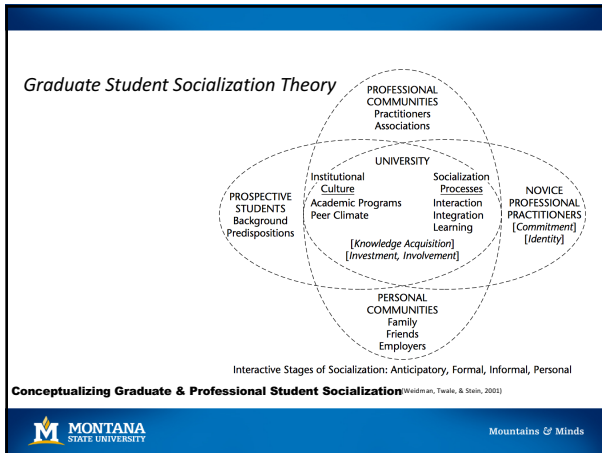 Graduate Student Socialization Theory
PROFESSIONAL
COMMUNITIES
Practitioners
Associations
UNIVERSITY
Institutional
Culture
Academic Programs
Peer Climate
Socialization
Processes
Interaction
Integration
Learning
[Knowledge Acquisition]
[Investment, Involvement]
PROSPECTIVE
STUDENTS
Background
Predispositions
NOVICE
PROFESSIONAL
PRACTITIONERS
[Commitment]
[Identity]
PERSONAL
COMMUNITIES
Family
Friends
Employers
Interactive Stages of Socialization: Anticipatory, Formal, Informal, Personal
Conceptualizing Graduate & Professional Student Socialization (Weidman, Twale, & Stein, 2001)
M MONTANA
STATE UNIVERSITY
Mountains & Minds